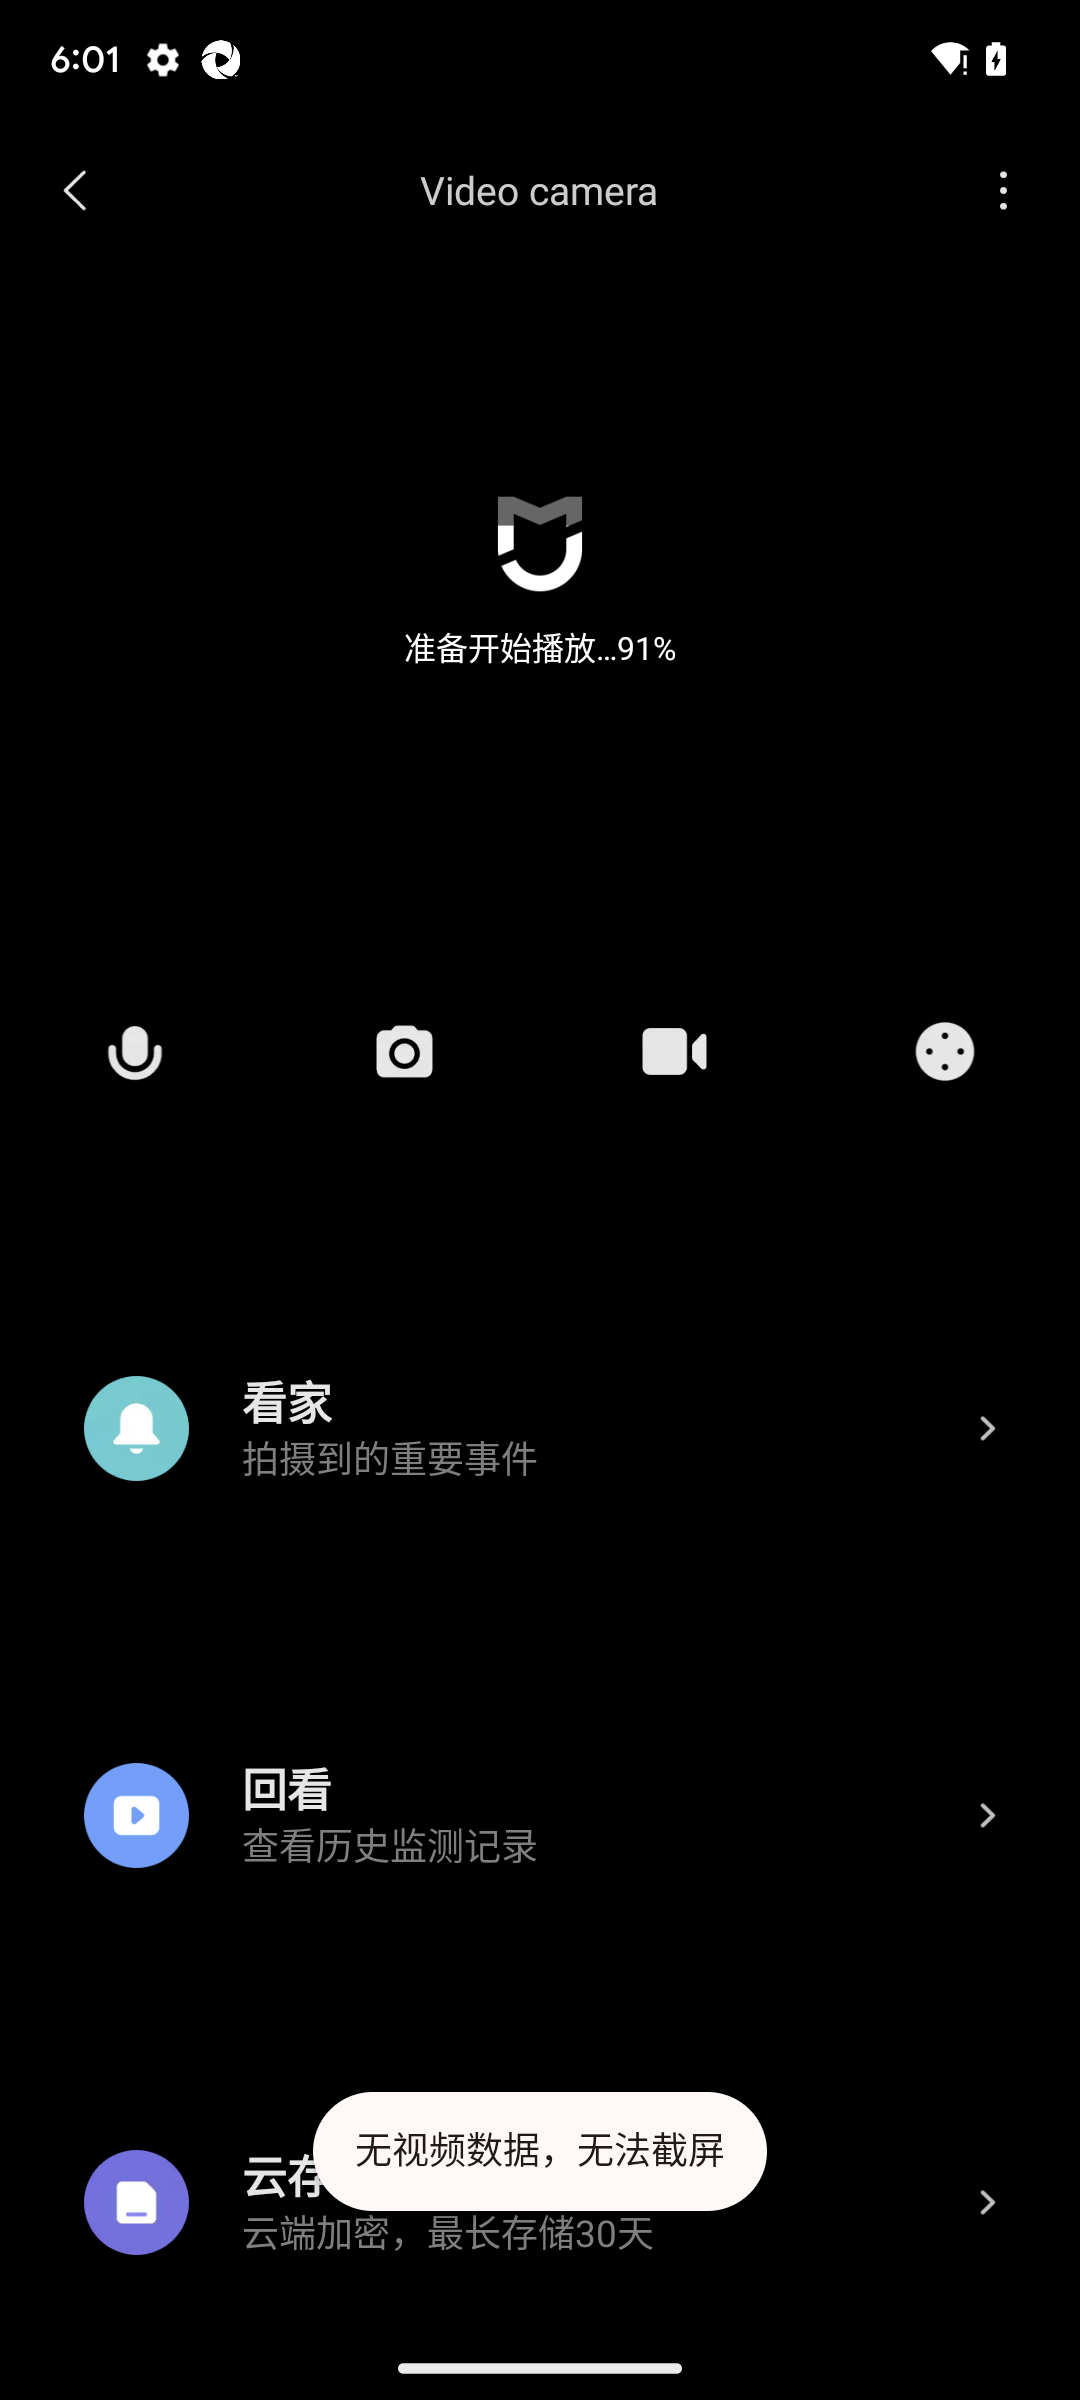 6:01
Video camera
准备开始播放...91%
看家
拍摄到的重要事件
回看
查看历史监测记录
无视频数据，无法截屏
云存
云端加密，最长存储30天